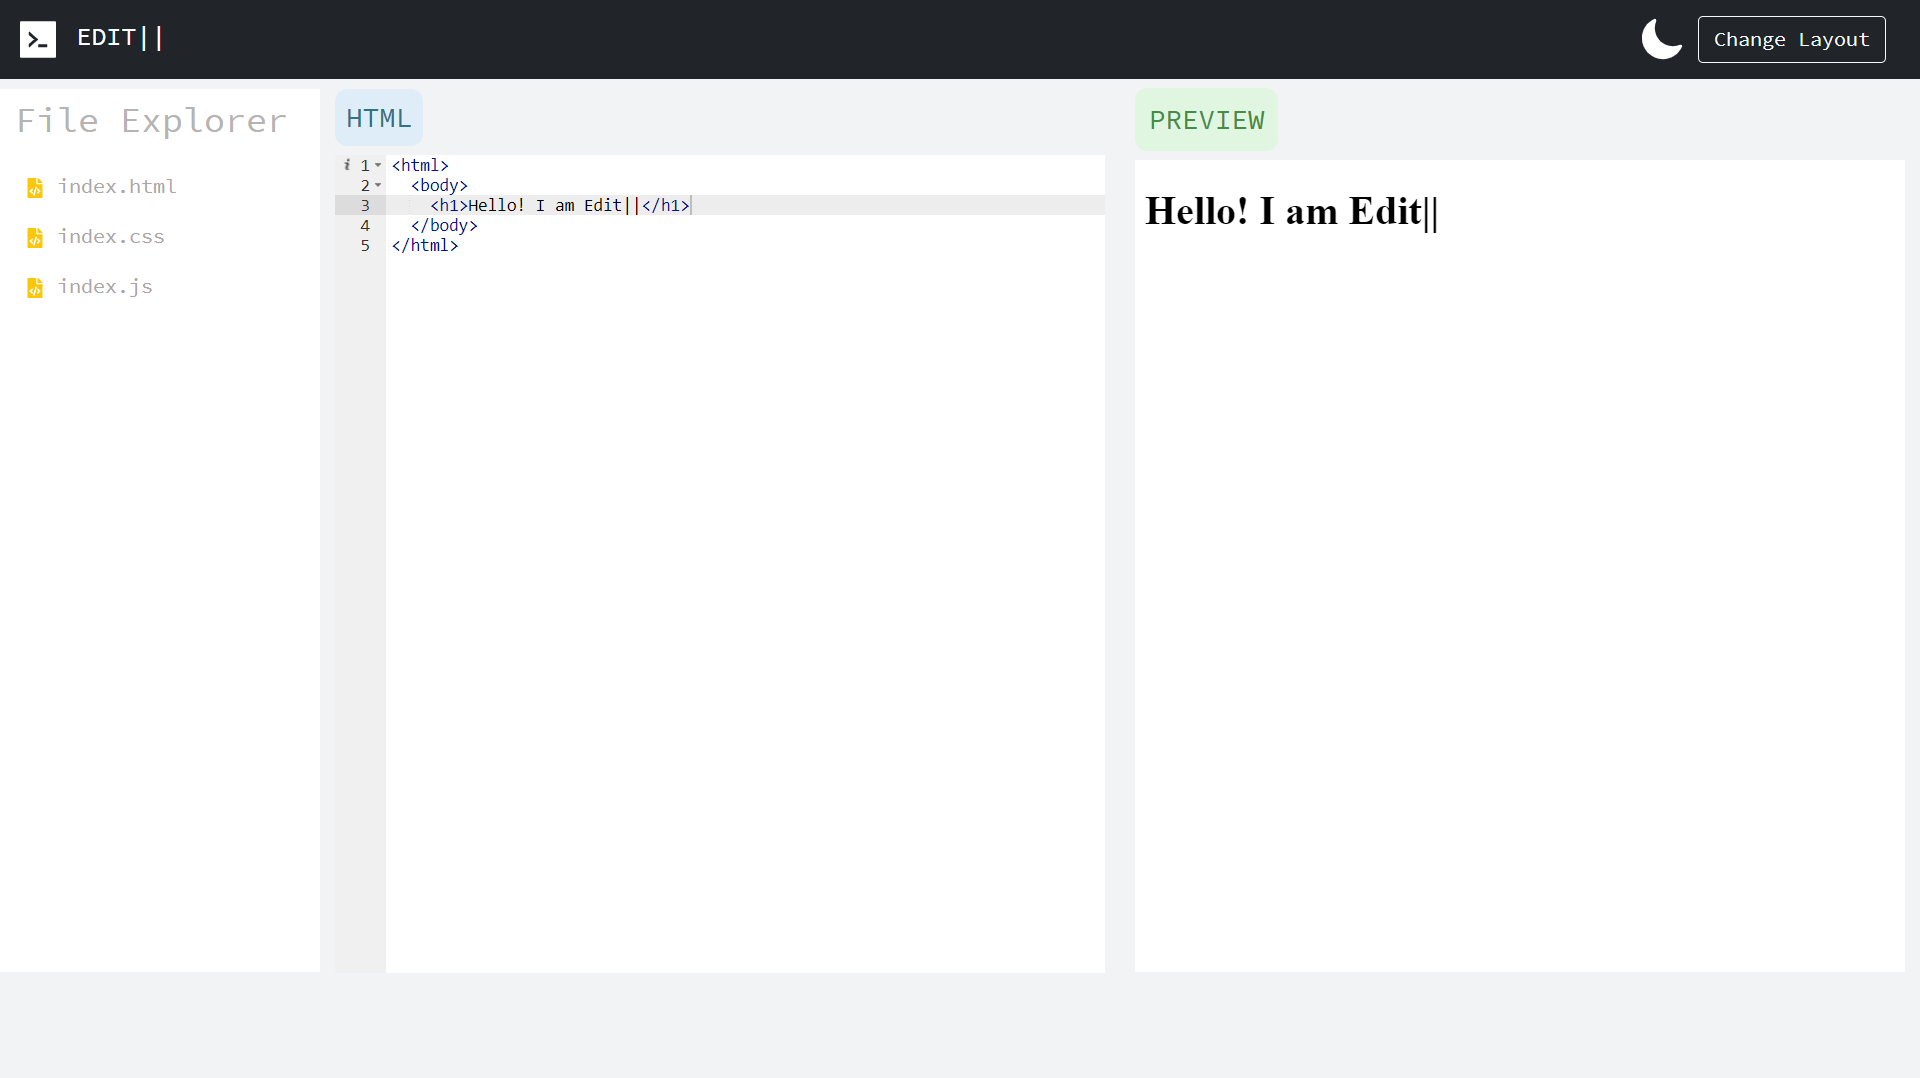 EDIT||
Change Layout
File Explorer
index.html
index.css
index.js
HTML
1 <html>
2 <body>
3 <h1>Hello! I am Edit||</h1>
4 </body>
5 </html>
PREVIEW
Hello! I am Edit||